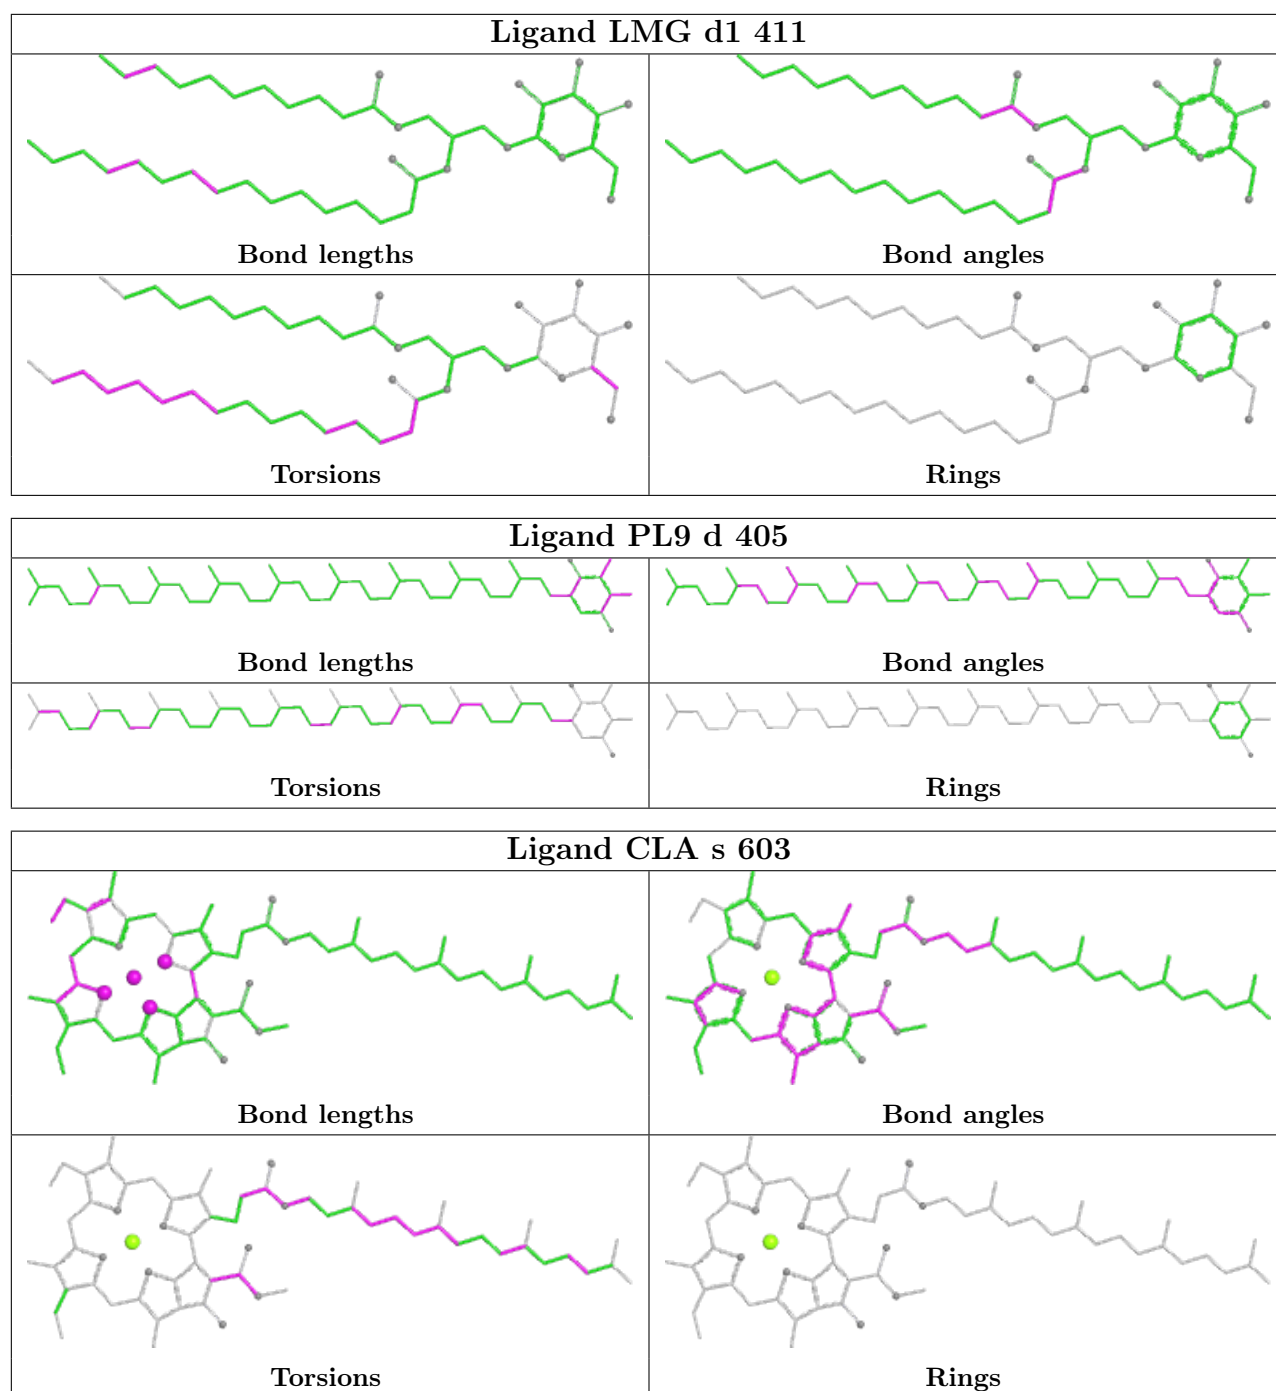 Ligand LMG d1 411
Bond lengths
Bond angles
Torsions
Rings
Ligand PL9 d 405
Bond lengths
Bond angles
Torsions
Rings
Ligand CLA s 603
Bond lengths
Bond angles
Torsions
Rings